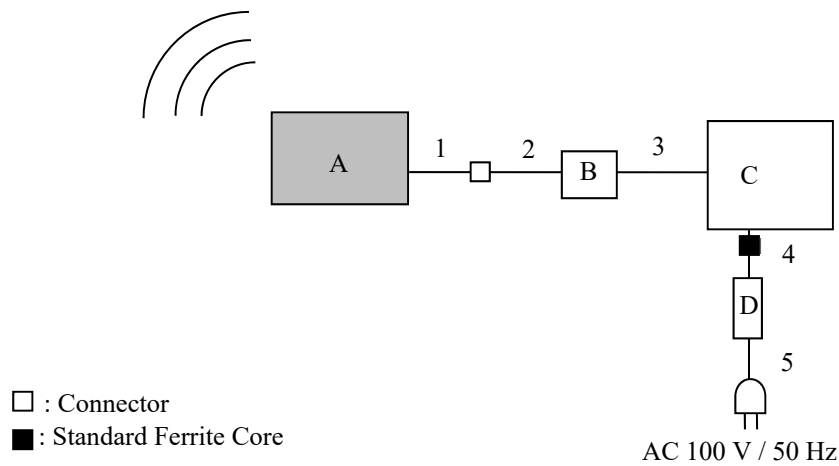 1
2
3
A
B
C
4
D
5
: Connector
: Standard Ferrite Core
AC 100 V / 50 Hz